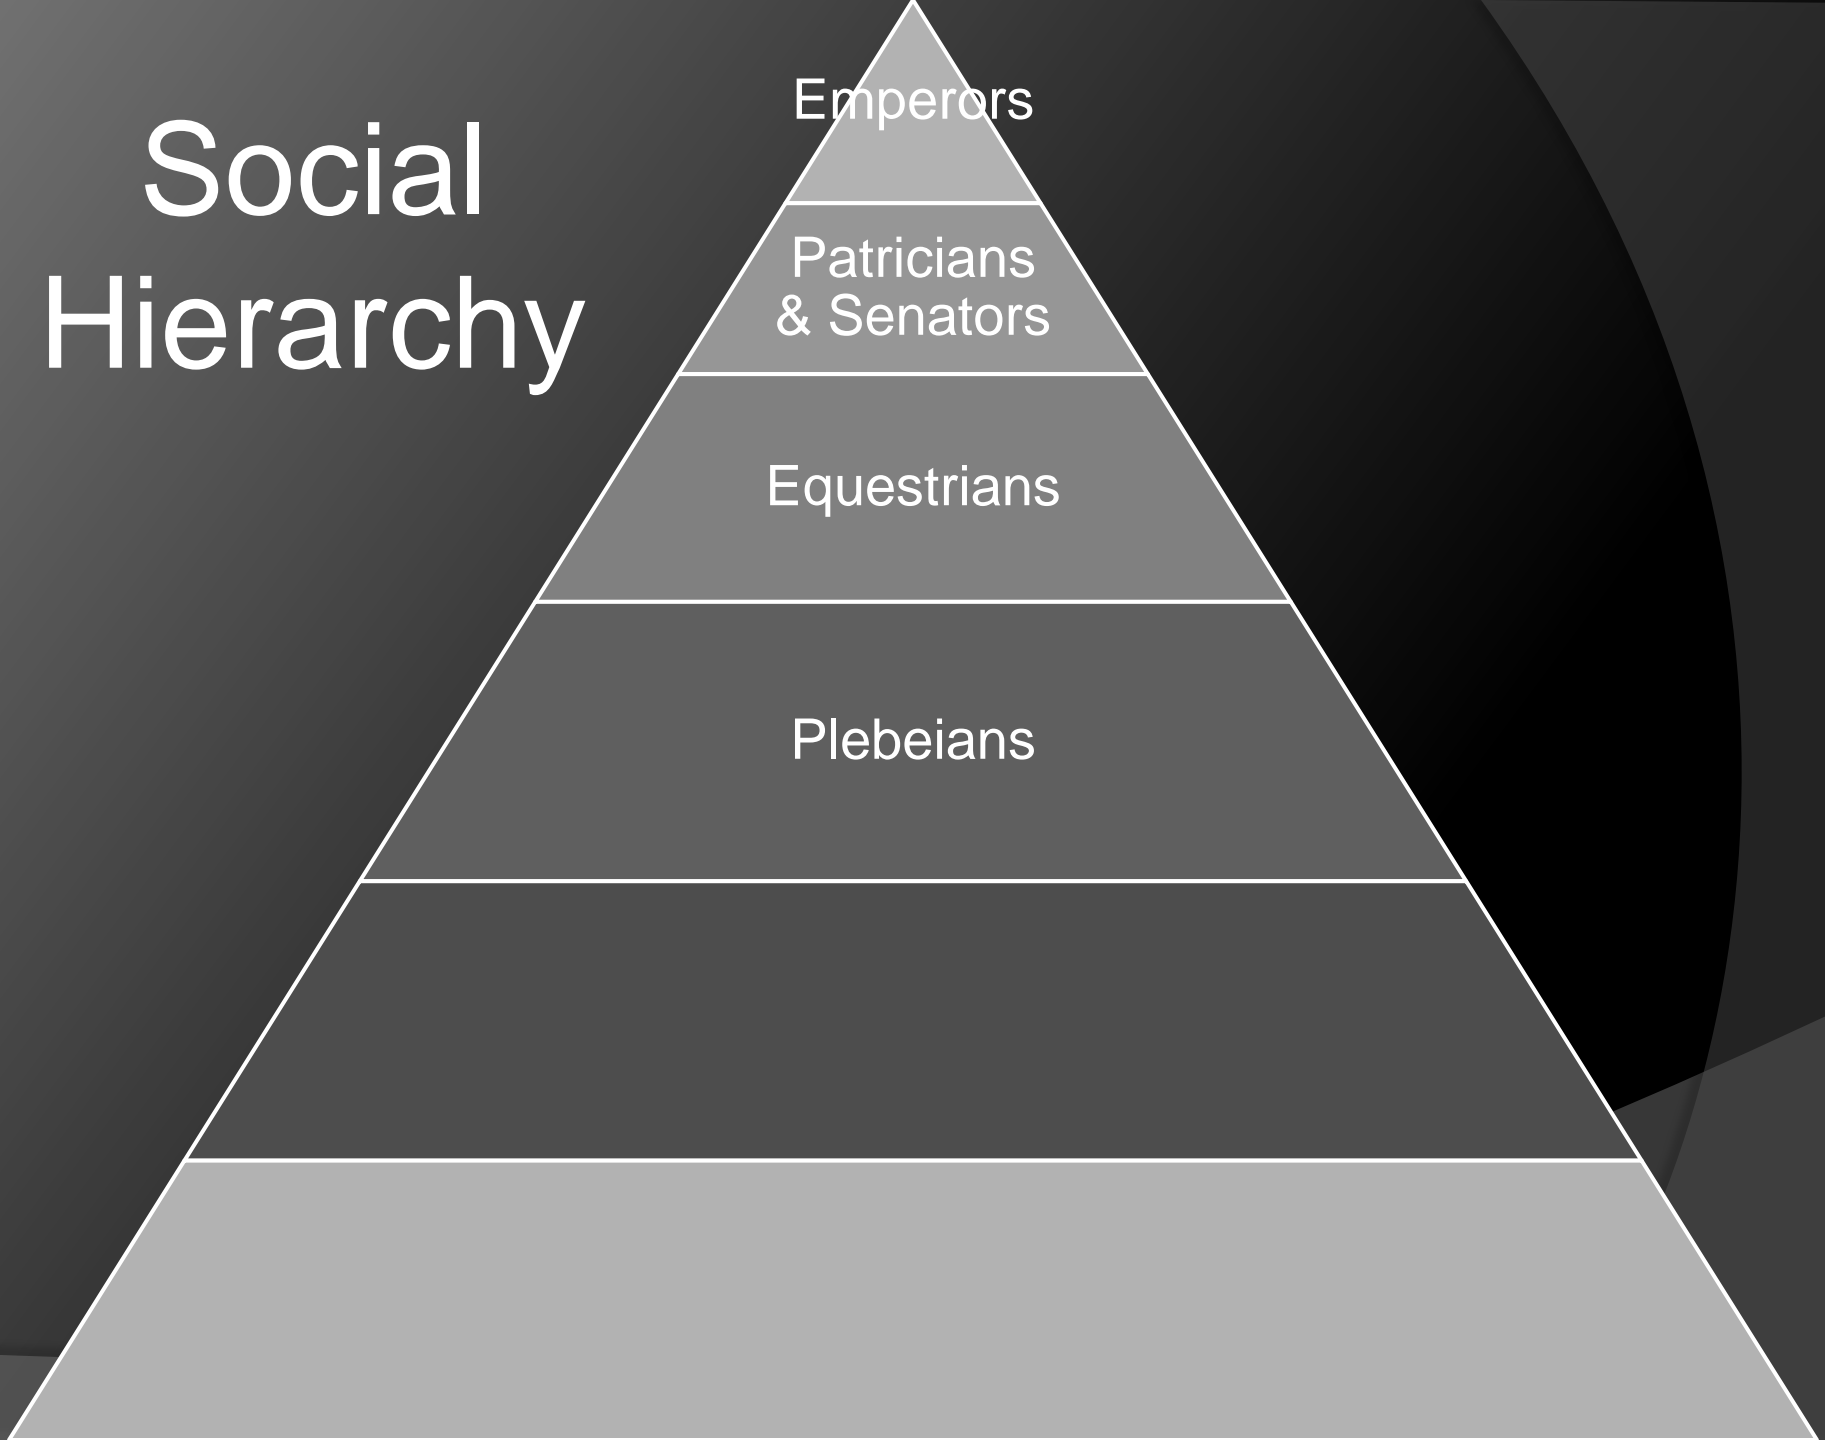 Social
Hierarchy
Emperors
Patricians
& Senators
Equestrians
Plebeians